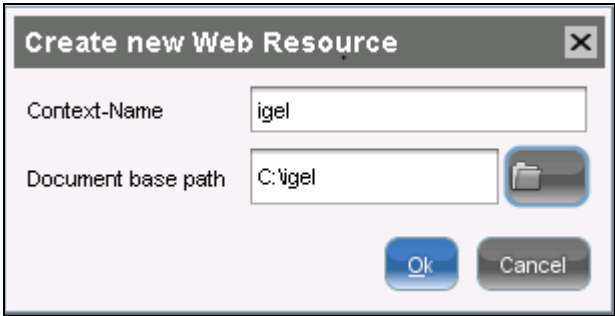 Create new Web Resource
Context-Name igel
Document base path C:\igel
Ok Cancel